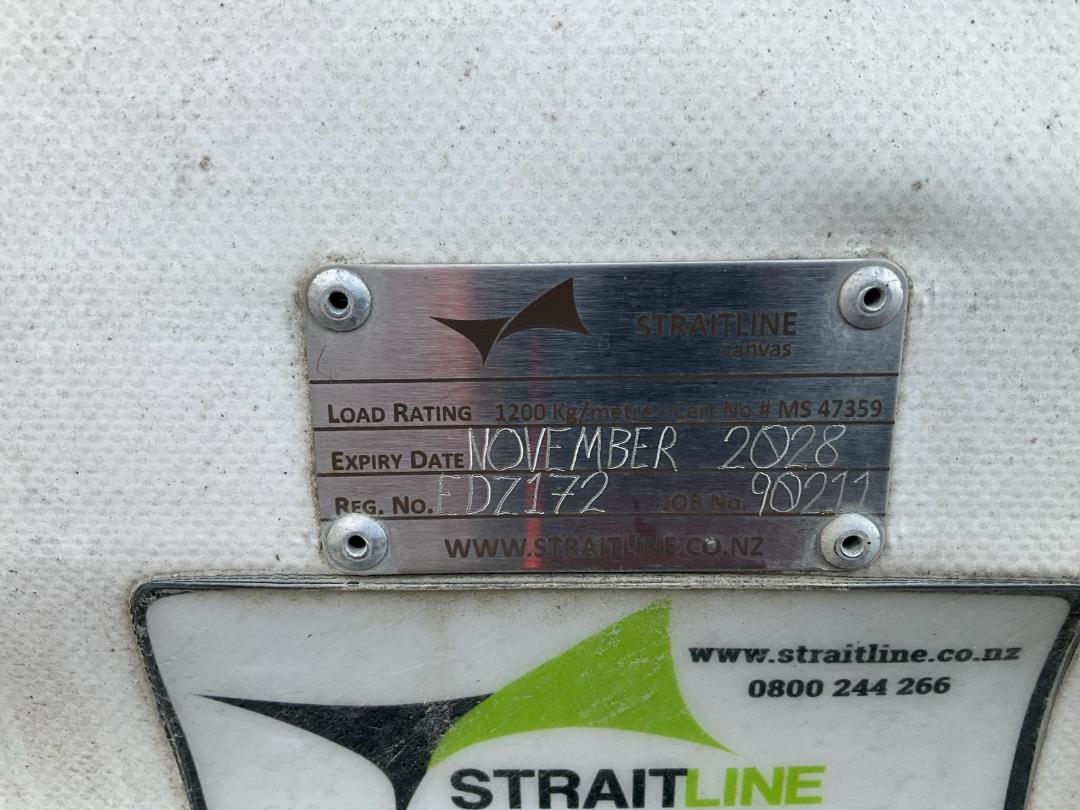 STRAITLINE
canvas
LOAD RATING 1200 Kg/metre - Cert No # MS 47359
EXPIRY DATE NOVEMBER 2028
REG. NO. EDZ172 JOB NO. 90211
WWW.STRAITLINE.CO.NZ
www.straitline.co.nz
0800 244 266
STRAITLINE